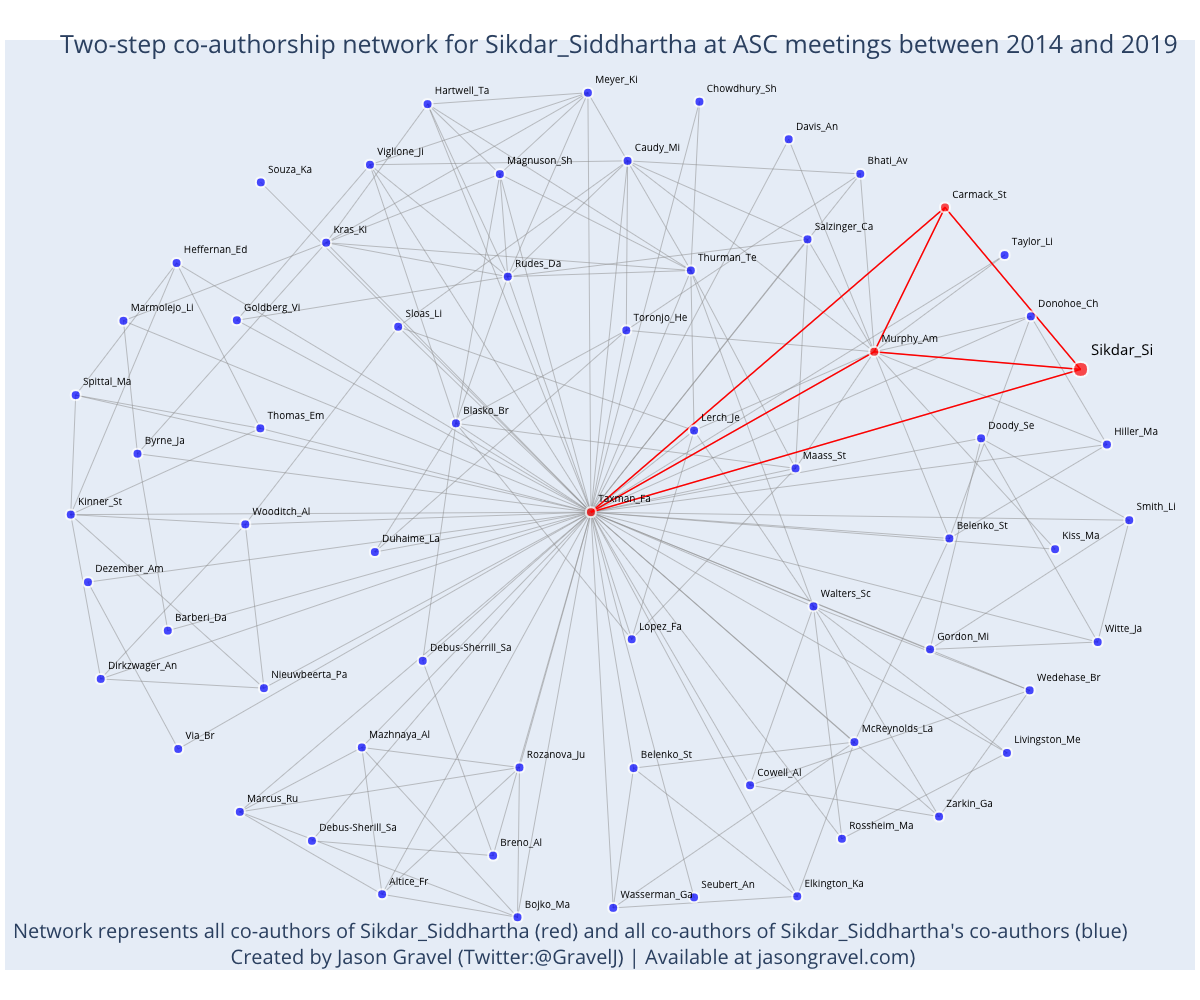 Two-step co-authorship network for Sikdar_Siddhartha at ASC meetings between 2014 and 2019
Meyer_Ki
Hartwell_Ta
Chowdhury_Sh
Davis_An
Caudy_Mi
Viglione_Ji
Magnuson_Sh
Bhati_Av
Souza_Ka
Carmack_St
Salzinger_Ca
Kras_Ki
Taylor_Li
Heffernan_Ed
Thurman_Te
Rudes_Da
Donohoe_Ch
Marmolejo_Li
Goldberg_Vi
Sloas_Li
Toronjo_He
Murphy_Am
Sikdar_Si
Spittal_Ma
Blasko_Br
Thomas_Em
Lerch_Je
Doody_Se
Hiller_Ma
Byrne_Ja
Maass_St
Taxman_Fa
Kinner_St
Smith_Li
Wooditch_Al
Belenko_St
Kiss_Ma
Duhaime_La
Dezember_Am
Walters_Sc
Barberi_Da
Lopez_Fa
Witte_Ja
Gordon_Mi
Debus-Sherrill_Sa
Dirkzwager_An
Nieuwbeerta_Pa
Wedehase_Br
McReynolds_La
Via_Br
Mazhnaya_Al
Livingston_Me
Rozanova_Ju
Belenko_St
Cowell_Al
Marcus_Ru
Zarkin_Ga
Debus-Sherill_Sa
Rossheim_Ma
Breno_Al
Altice_Fr
Seubert_An
Elkington_Ka
Wasserman_Ga
Bojko_Ma
Network represents all co-authors of Sikdar_Siddhartha (red) and all co-authors of Sikdar_Siddhartha's co-authors (blue)
Created by Jason Gravel (Twitter:@GravelJ) | Available at jasongravel.com)